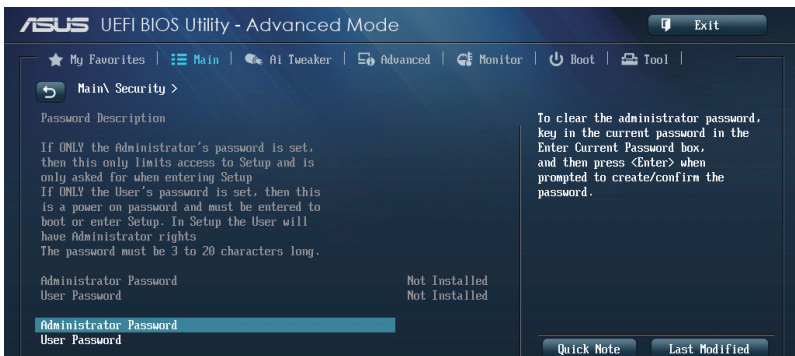 ASUS UEFI BIOS Utility - Advanced Mode
Exit
My Favorites | Main | Ai Tweaker | Advanced | Monitor | Boot | Tool |
Main\ Security >
Password Description
If ONLY the Administrator's password is set,
then this only limits access to Setup and is
only asked for when entering Setup
If ONLY the User's password is set, then this
is a power on password and must be entered to
boot or enter Setup. In Setup the User will
have Administrator rights
The password must be 3 to 20 characters long.
Administrator Password Not Installed
User Password Not Installed
Administrator Password
User Password
To clear the administrator password,
key in the current password in the
Enter Current Password box,
and then press <Enter> when
prompted to create/confirm the
password.
Quick Note
Last Modified